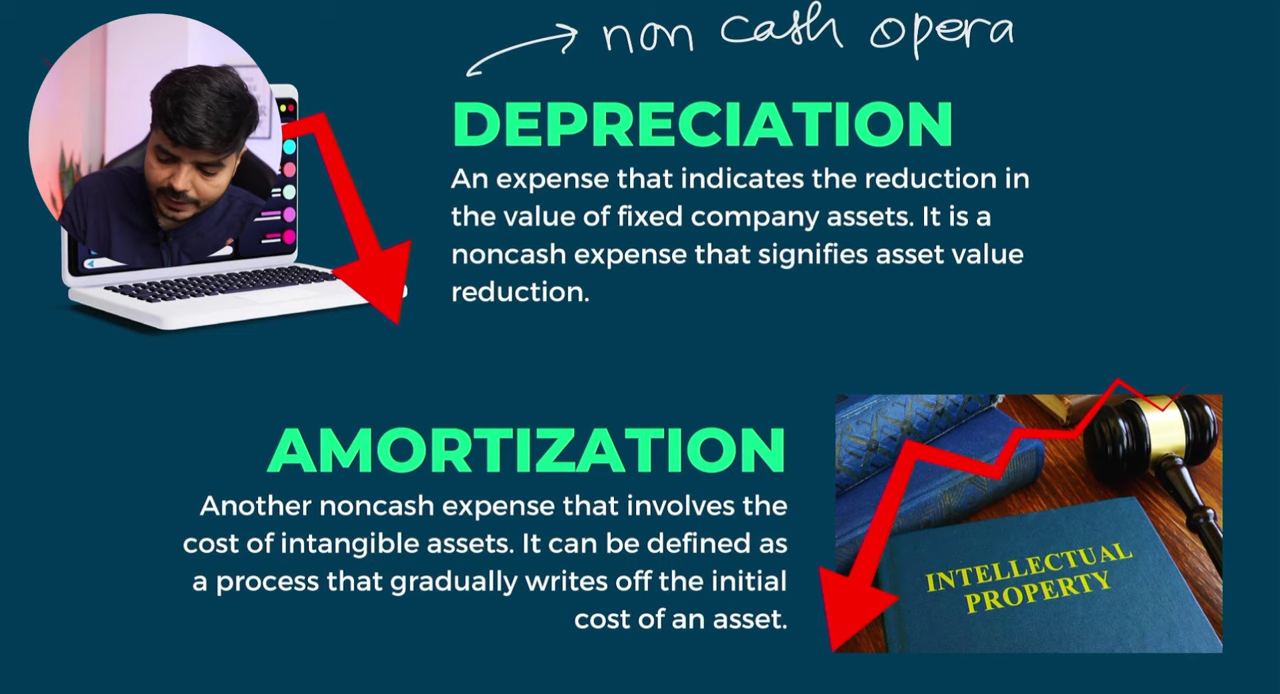 non cash opera
DEPRECIATION
An expense that indicates the reduction in
the value of fixed company assets. It is a
noncash expense that signifies asset value
reduction.
AMORTIZATION
Another noncash expense that involves the
cost of intangible assets. It can be defined as
a process that gradually writes off the initial
cost of an asset.
INTELLECTUAL
PROPERTY